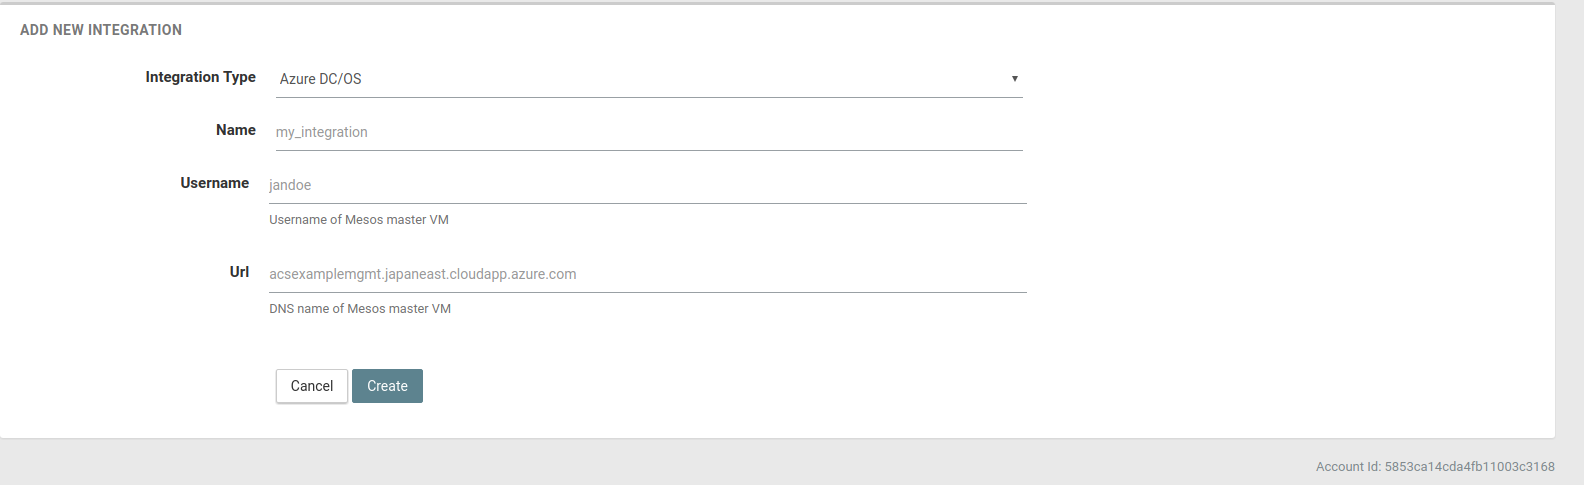 ADD NEW INTEGRATION
Integration Type Azure DC/OS
Name my_integration
Username jandoe
Username of Mesos master VM
Url acsexamplemgmt.japaneast.cloudapp.azure.com
DNS name of Mesos master VM
Cancel Create
Account Id: 5853ca14cda4fb11003c3168